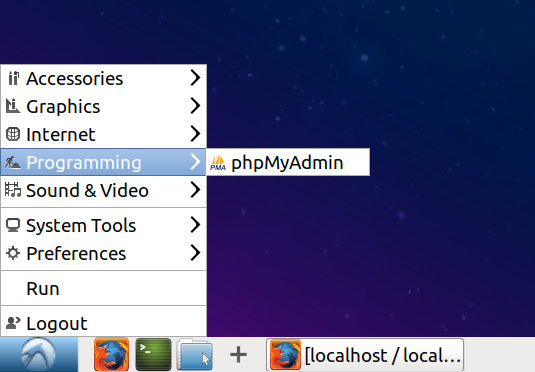 Accessories
Graphics
Internet
Programming
PMA phpMyAdmin
Sound & Video
System Tools
Preferences
Run
Logout
>_
[localhost / local...